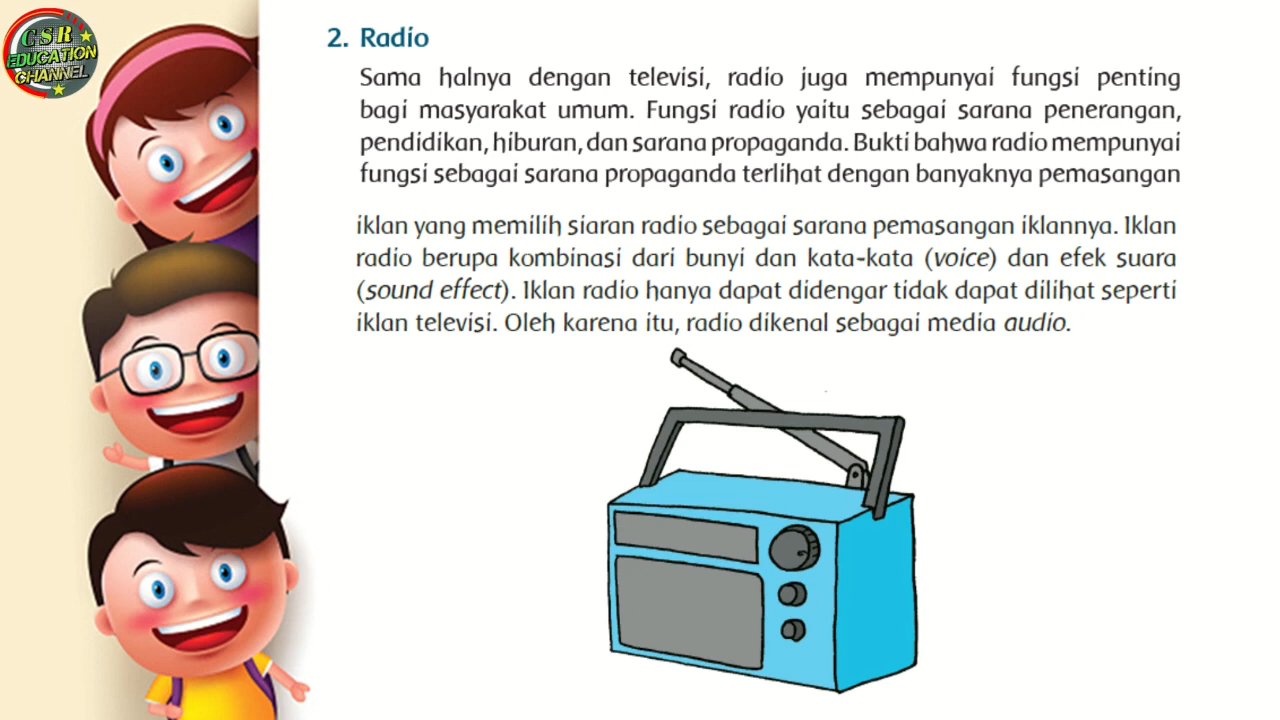 CSR
EDUCATION
CHANNEL
2. Radio
Sama halnya dengan televisi, radio juga mempunyai fungsi penting
bagi masyarakat umum. Fungsi radio yaitu sebagai sarana penerangan,
pendidikan, hiburan, dan sarana propaganda. Bukti bahwa radio mempunyai
fungsi sebagai sarana propaganda terlihat dengan banyaknya pemasangan
iklan yang memilih siaran radio sebagai sarana pemasangan iklannya. Iklan
radio berupa kombinasi dari bunyi dan kata-kata (voice) dan efek suara
(sound effect). Iklan radio hanya dapat didengar tidak dapat dilihat seperti
iklan televisi. Oleh karena itu, radio dikenal sebagai media audio.